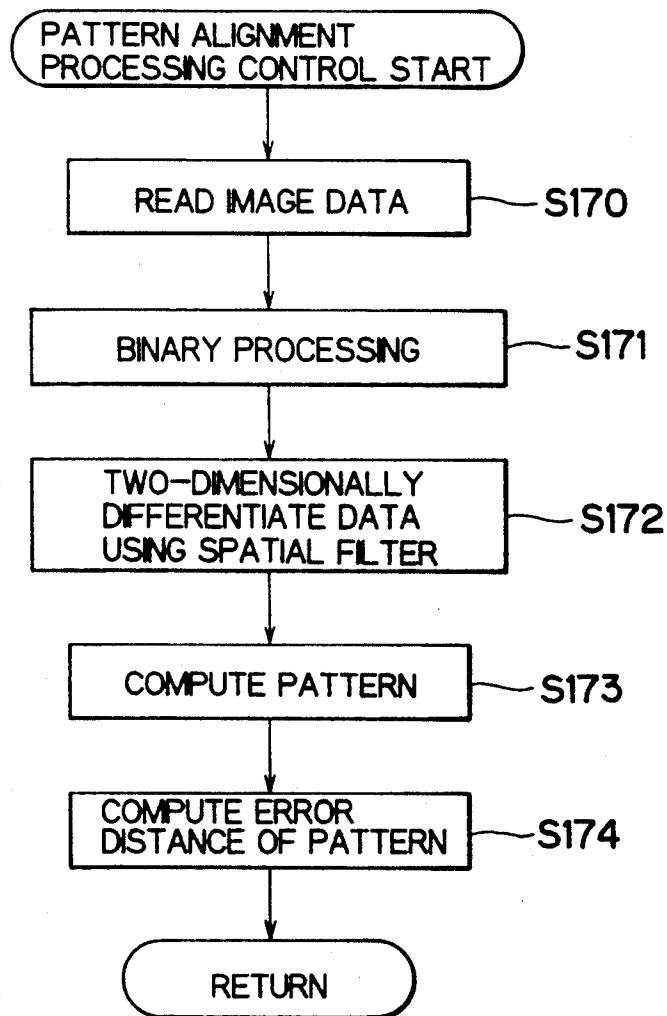 PATTERN ALIGNMENT
PROCESSING CONTROL START
READ IMAGE DATA
S170
BINARY PROCESSING
S171
TWO-DIMENSIONALLY
DIFFERENTIATE DATA
USING SPATIAL FILTER
S172
COMPUTE PATTERN
S173
COMPUTE ERROR
DISTANCE OF PATTERN
S174
RETURN